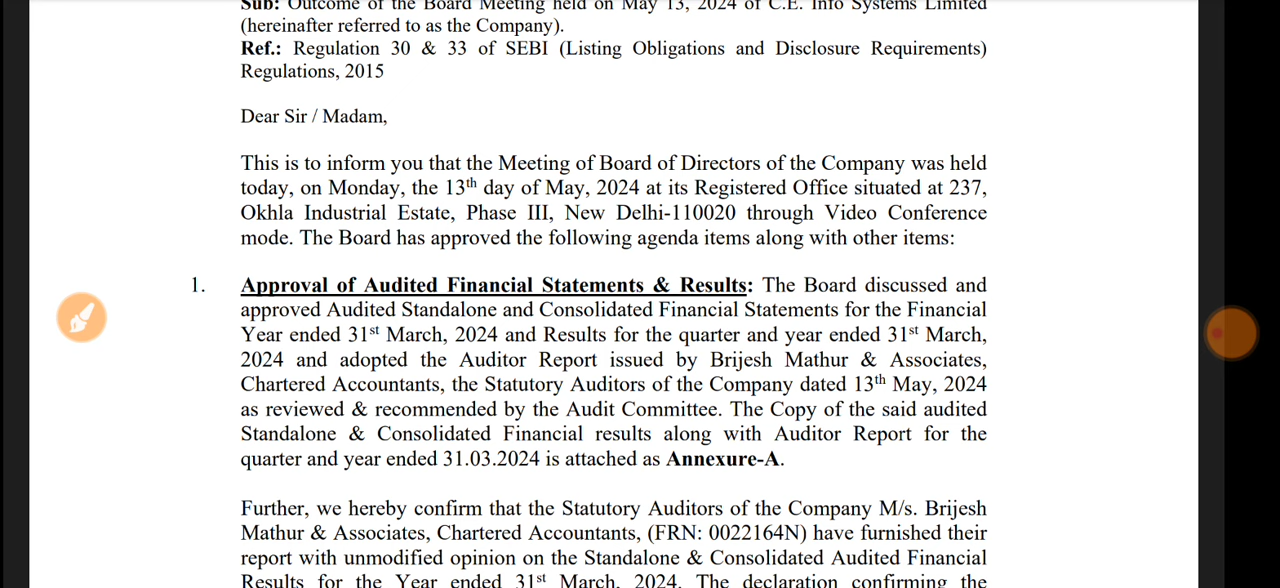 Sub: Outcome of the Board Meeting held on May 13, 2024 of C.E. Info Systems Limited
(hereinafter referred to as the Company).
Ref.: Regulation 30 & 33 of SEBI (Listing Obligations and Disclosure Requirements)
Regulations, 2015
Dear Sir / Madam,
This is to inform you that the Meeting of Board of Directors of the Company was held
today, on Monday, the 13th day of May, 2024 at its Registered Office situated at 237,
Okhla Industrial Estate, Phase III, New Delhi-110020 through Video Conference
mode. The Board has approved the following agenda items along with other items:
1. Approval of Audited Financial Statements & Results: The Board discussed and
approved Audited Standalone and Consolidated Financial Statements for the Financial
Year ended 31st March, 2024 and Results for the quarter and year ended 31st March,
2024 and adopted the Auditor Report issued by Brijesh Mathur & Associates,
Chartered Accountants, the Statutory Auditors of the Company dated 13th May, 2024
as reviewed & recommended by the Audit Committee. The Copy of the said audited
Standalone & Consolidated Financial results along with Auditor Report for the
quarter and year ended 31.03.2024 is attached as Annexure-A.
Further, we hereby confirm that the Statutory Auditors of the Company M/s. Brijesh
Mathur & Associates, Chartered Accountants, (FRN: 0022164N) have furnished their
report with unmodified opinion on the Standalone & Consolidated Audited Financial
Results for the Year ended 31st March, 2024. The declaration confirming the